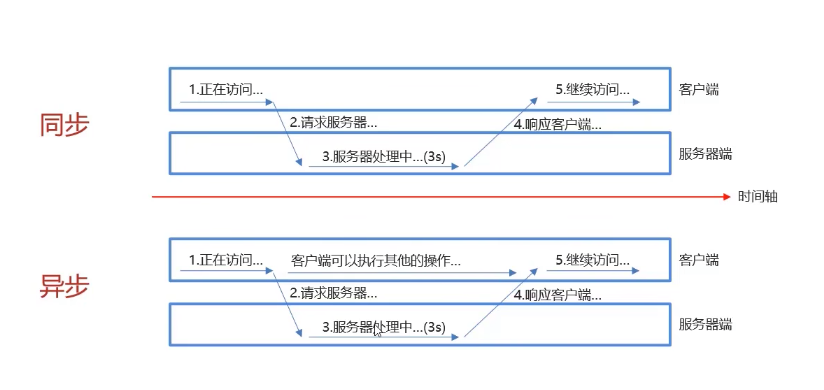 同步
1.正在访问...
5.继续访问...
客户端
2.请求服务器...
4.响应客户端...
3.服务器处理中...(3s)
服务器端
时间轴
异步
1.正在访问...
客户端可以执行其他的操作...
5.继续访问...
客户端
2.请求服务器...
4.响应客户端...
3.服务器处理中...(3s)
服务器端